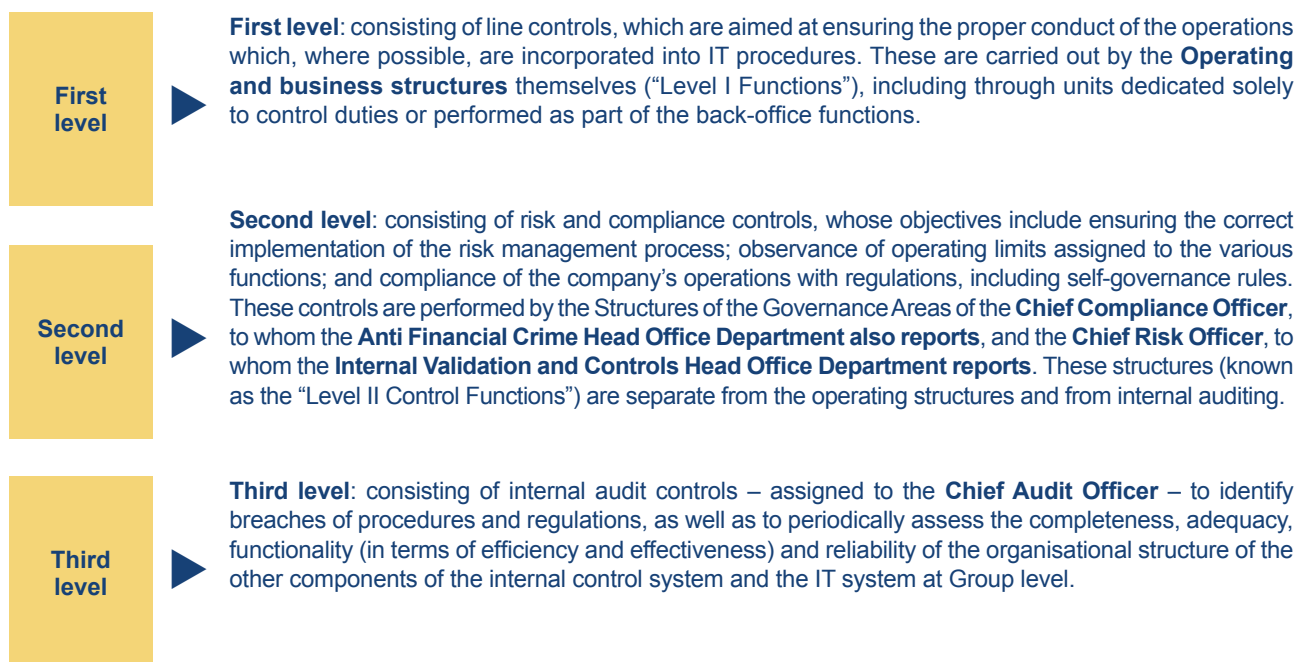 First
level
First level: consisting of line controls, which are aimed at ensuring the proper conduct of the operations
which, where possible, are incorporated into IT procedures. These are carried out by the Operating
and business structures themselves (“Level I Functions”), including through units dedicated solely
to control duties or performed as part of the back-office functions.
Second
level
Second level: consisting of risk and compliance controls, whose objectives include ensuring the correct
implementation of the risk management process; observance of operating limits assigned to the various
functions; and compliance of the company’s operations with regulations, including self-governance rules.
These controls are performed by the Structures of the Governance Areas of the Chief Compliance Officer,
to whom the Anti Financial Crime Head Office Department also reports, and the Chief Risk Officer, to
whom the Internal Validation and Controls Head Office Department reports. These structures (known
as the “Level II Control Functions”) are separate from the operating structures and from internal auditing.
Third
level
Third level: consisting of internal audit controls – assigned to the Chief Audit Officer – to identify
breaches of procedures and regulations, as well as to periodically assess the completeness, adequacy,
functionality (in terms of efficiency and effectiveness) and reliability of the organisational structure of the
other components of the internal control system and the IT system at Group level.